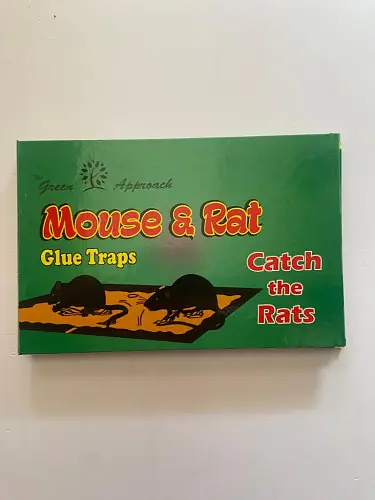 The
Green Approach
Mouse & Rat
Glue Traps
Catch
the
Rats